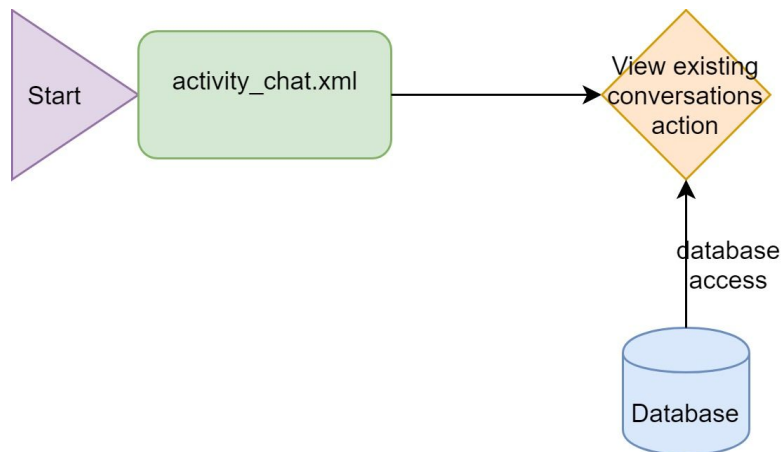 Start
activity_chat.xml
View existing
conversations
action
database
access
Database